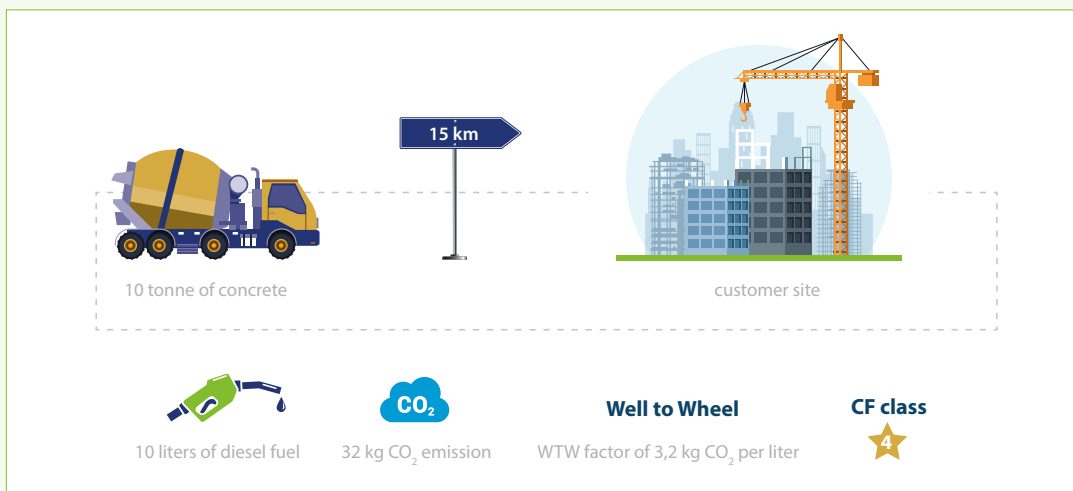 15 km
10 tonne of concrete
customer site
CO₂
Well to Wheel
CF class
10 liters of diesel fuel
32 kg CO₂ emission
WTW factor of 3,2 kg CO₂ per liter
4